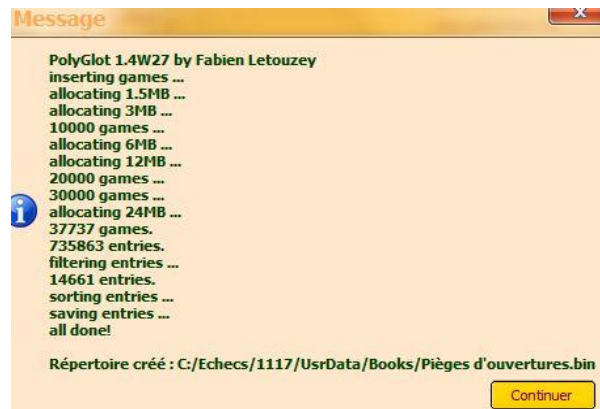 Message
PolyGlot 1.4W27 by Fabien Letouzey
inserting games ...
allocating 1.5MB ...
allocating 3MB ...
10000 games ...
allocating 6MB ...
allocating 12MB ...
20000 games ...
30000 games ...
allocating 24MB ...
37737 games.
735863 entries.
filtering entries ...
14661 entries.
sorting entries ...
saving entries ...
all done!
Répertoire créé : C:/Echecs/1117/UsrData/Books/Pièges d'ouvertures.bin
Continuer